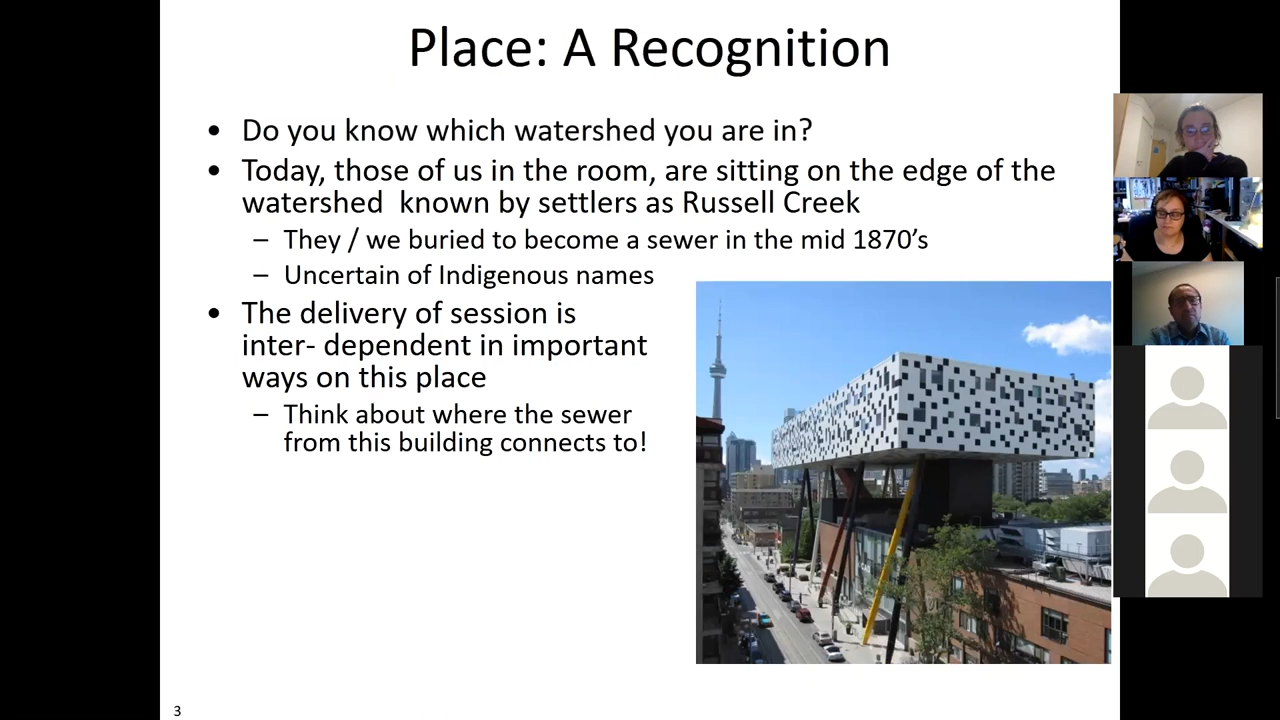 Place: A Recognition
• Do you know which watershed you are in?
• Today, those of us in the room, are sitting on the edge of the
watershed  known by settlers as Russell Creek
– They / we buried to become a sewer in the mid 1870’s
– Uncertain of Indigenous names
• The delivery of session is
inter- dependent in important
ways on this place
– Think about where the sewer
from this building connects to!
3